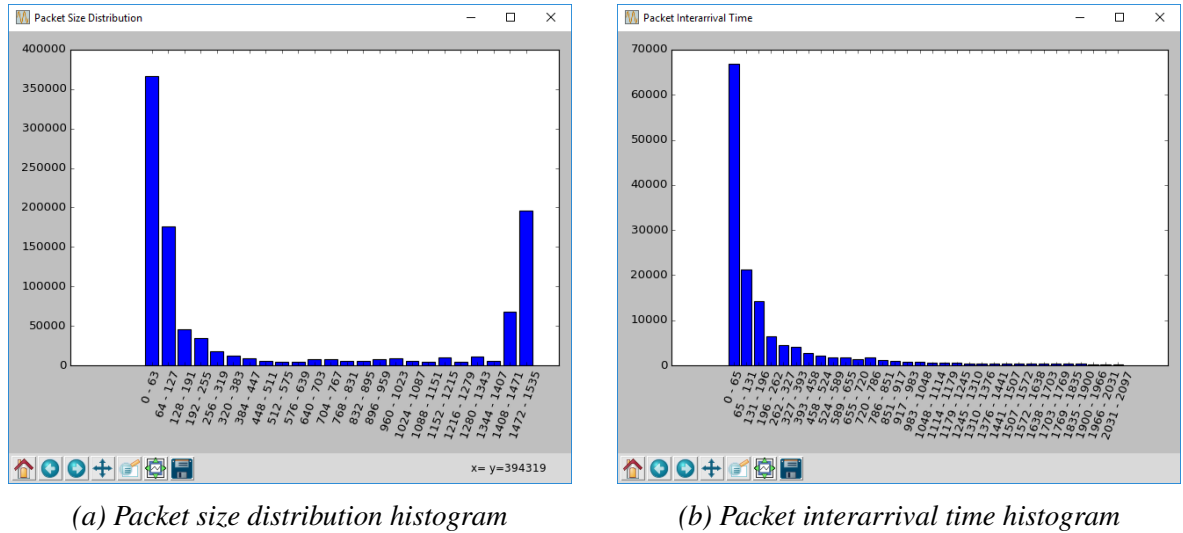 Packet Size Distribution
400000
350000
300000
250000
200000
150000
100000
50000
0
0 - 63
64 - 127
128 - 191
192 - 255
256 - 319
320 - 383
384 - 447
448 - 511
512 - 575
576 - 639
640 - 703
704 - 767
768 - 831
832 - 895
896 - 959
960 - 1023
1024 - 1087
1088 - 1151
1152 - 1215
1216 - 1279
1280 - 1343
1344 - 1407
1408 - 1471
1472 - 1535
x= y=394319
(a) Packet size distribution histogram
Packet Interarrival Time
70000
60000
50000
40000
30000
20000
10000
0
0 - 65
65 - 131
131 - 196
196 - 262
262 - 327
327 - 393
393 - 458
458 - 524
524 - 589
589 - 655
655 - 720
720 - 786
786 - 851
851 - 917
917 - 983
983 - 1048
1048 - 1114
1114 - 1179
1179 - 1245
1245 - 1310
1310 - 1376
1376 - 1441
1441 - 1507
1507 - 1572
1572 - 1638
1638 - 1703
1703 - 1769
1769 - 1835
1835 - 1900
1900 - 1966
1966 - 2031
2031 - 2097
(b) Packet interarrival time histogram